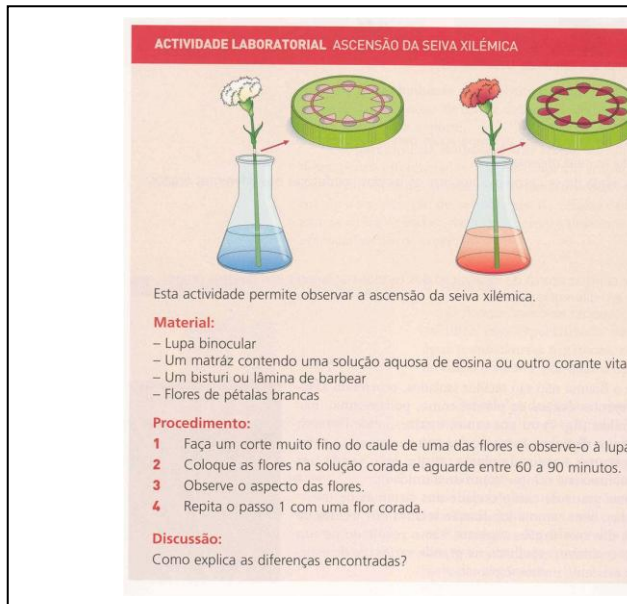 ACTIVIDADE LABORATORIAL ASCENSÃO DA SEIVA XILÉMICA
Esta actividade permite observar a ascensão da seiva xilémica.
Material:
– Lupa binocular
– Um matráz contendo uma solução aquosa de eosina ou outro corante vita
– Um bisturi ou lâmina de barbear
– Flores de pétalas brancas
Procedimento:
1 Faça um corte muito fino do caule de uma das flores e observe-o à lupa
2 Coloque as flores na solução corada e aguarde entre 60 a 90 minutos.
3 Observe o aspecto das flores.
4 Repita o passo 1 com uma flor corada.
Discussão:
Como explica as diferenças encontradas?